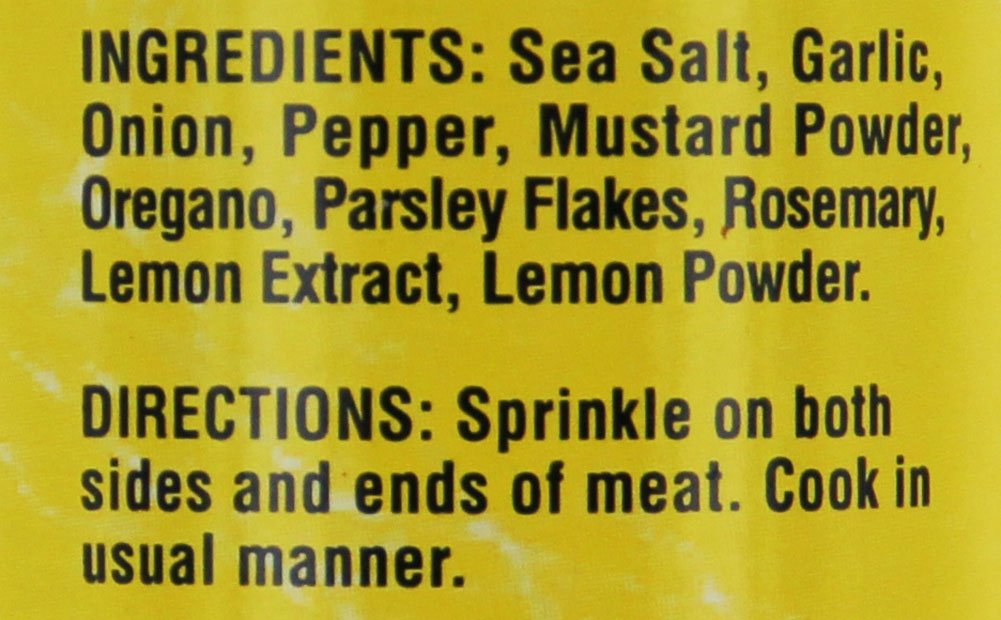 INGREDIENTS: Sea Salt, Garlic,
Onion, Pepper, Mustard Powder,
Oregano, Parsley Flakes, Rosemary,
Lemon Extract, Lemon Powder.
DIRECTIONS: Sprinkle on both
sides and ends of meat. Cook in
usual manner.